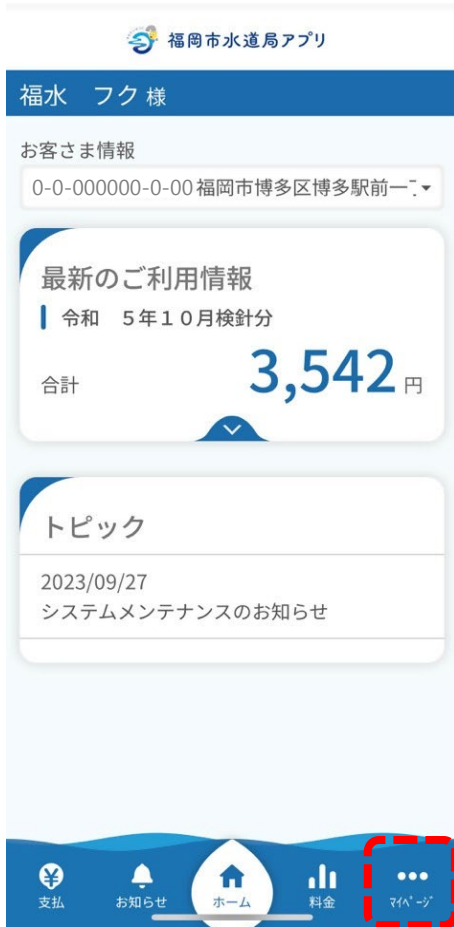 福岡市水道局アプリ
福水　フク 様
お客さま情報
0-0-000000-0-00 福岡市博多区博多駅前一
最新のご利用情報
令和　５年１０月検針分
合計 3,542 円
トピック
2023/09/27
システムメンテナンスのお知らせ
支払 お知らせ ホーム 料金 ﾏｲﾍﾟｰｼﾞ